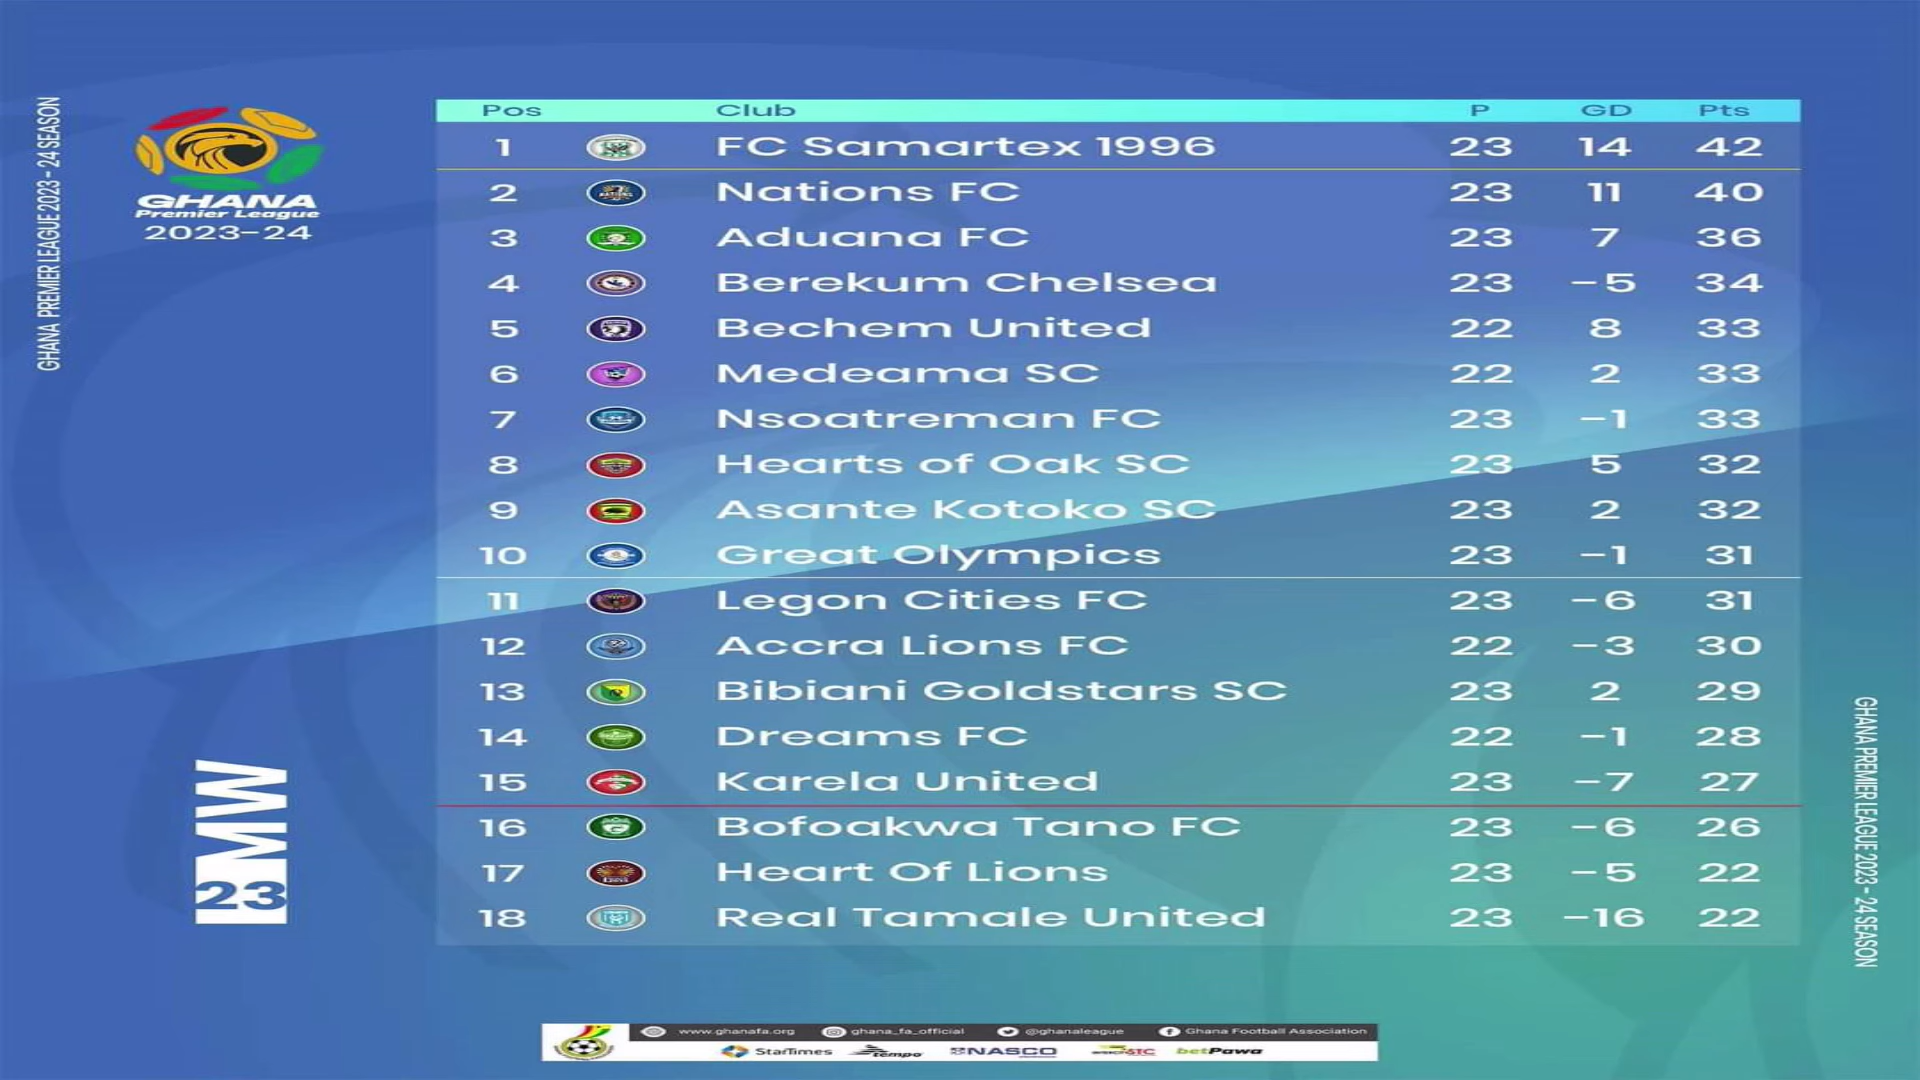 GHANA PREMIER LEAGUE 2023 - 24 SEASON
GHANA
Premier League
2023-24
Pos Club P GD Pts
1 FC Samartex 1996 23 14 42
2 Nations FC 23 11 40
3 Aduana FC 23 7 36
4 Berekum Chelsea 23 -5 34
5 Bechem United 22 8 33
6 Medeama SC 22 2 33
7 Nsoatreman FC 23 -1 33
8 Hearts of Oak SC 23 5 32
9 Asante Kotoko SC 23 2 32
10 Great Olympics 23 -1 31
11 Legon Cities FC 23 -6 31
12 Accra Lions FC 22 -3 30
13 Bibiani Goldstars SC 23 2 29
14 Dreams FC 22 -1 28
15 Karela United 23 -7 27
16 Bofoakwa Tano FC 23 -6 26
17 Heart Of Lions 23 -5 22
18 Real Tamale United 23 -16 22
MW
23
GHANA PREMIER LEAGUE 2023 - 24 SEASON
www.ghanafa.org ghana_fa_official @ghanaleague Ghana Football Association
StarTimes tempo NASCO STC betPawa